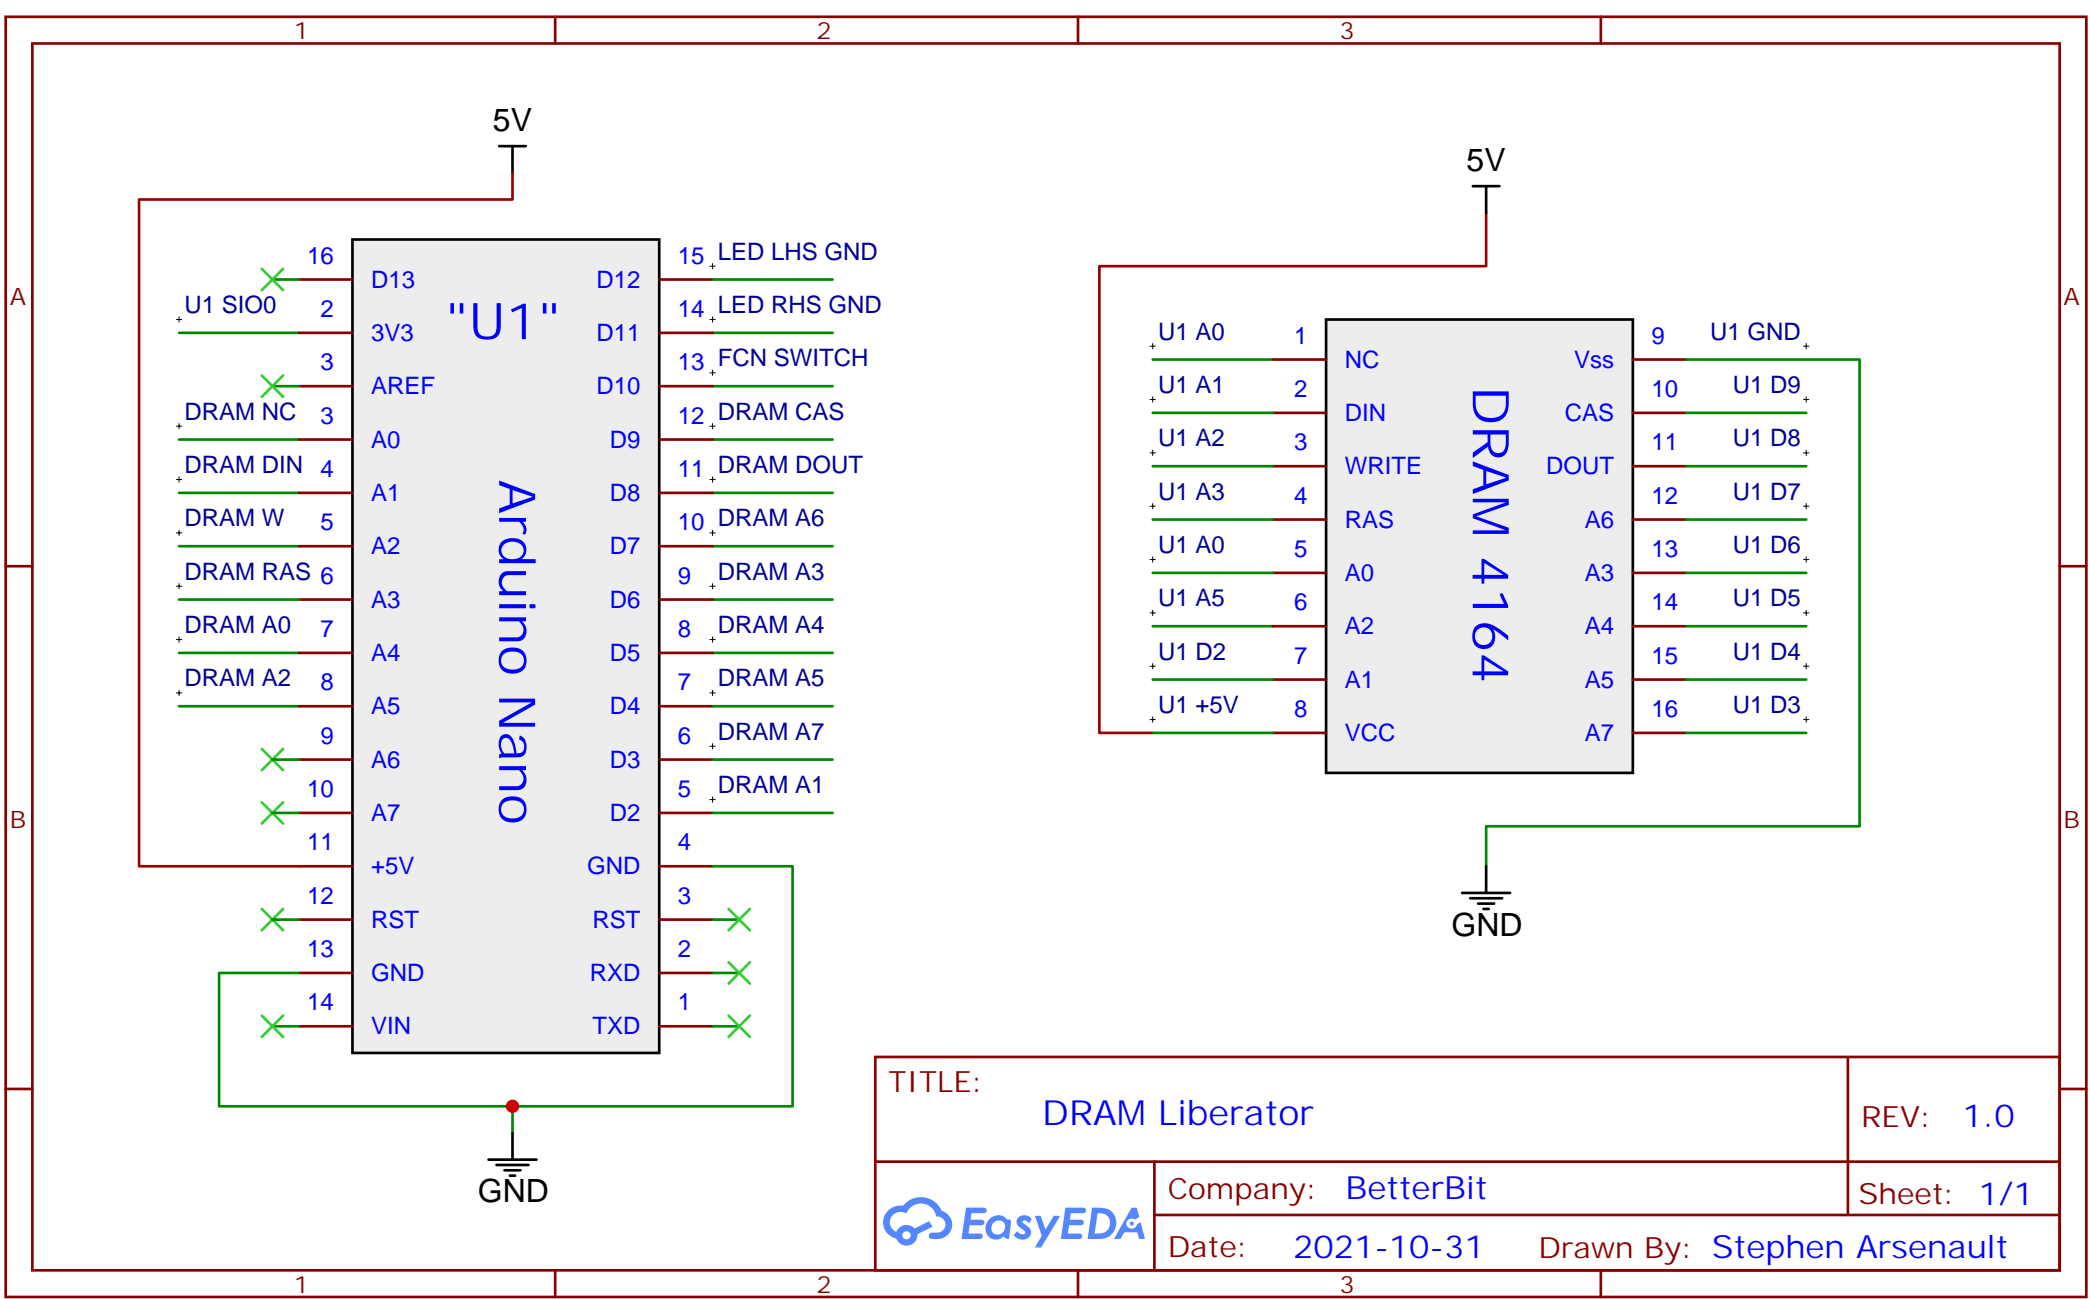 1
2
3
A
A
B
B
5V
16
D13
U1 SIO0
2
3V3
3
AREF
DRAM NC
3
A0
DRAM DIN
4
A1
DRAM W
5
A2
DRAM RAS
6
A3
DRAM A0
7
A4
DRAM A2
8
A5
9
A6
10
A7
11
+5V
12
RST
13
GND
14
VIN
"U1"
Arduino Nano
15
LED LHS GND
D12
14
LED RHS GND
D11
13
FCN SWITCH
D10
12
DRAM CAS
D9
11
DRAM DOUT
D8
10
DRAM A6
D7
9
DRAM A3
D6
8
DRAM A4
D5
7
DRAM A5
D4
6
DRAM A7
D3
5
DRAM A1
D2
4
GND
3
RST
2
RXD
1
TXD
GND
5V
U1 A0
1
NC
U1 A1
2
DIN
U1 A2
3
WRITE
U1 A3
4
RAS
U1 A0
5
A0
U1 A5
6
A2
U1 D2
7
A1
U1 +5V
8
VCC
DRAM 4164
9
U1 GND
Vss
10
U1 D9
CAS
11
U1 D8
DOUT
12
U1 D7
A6
13
U1 D6
A3
14
U1 D5
A4
15
U1 D4
A5
16
U1 D3
A7
GND
TITLE:
DRAM Liberator
REV: 1.0
EasyEDA
Company: BetterBit
Sheet: 1/1
Date: 2021-10-31
Drawn By: Stephen Arsenault
1
2
3